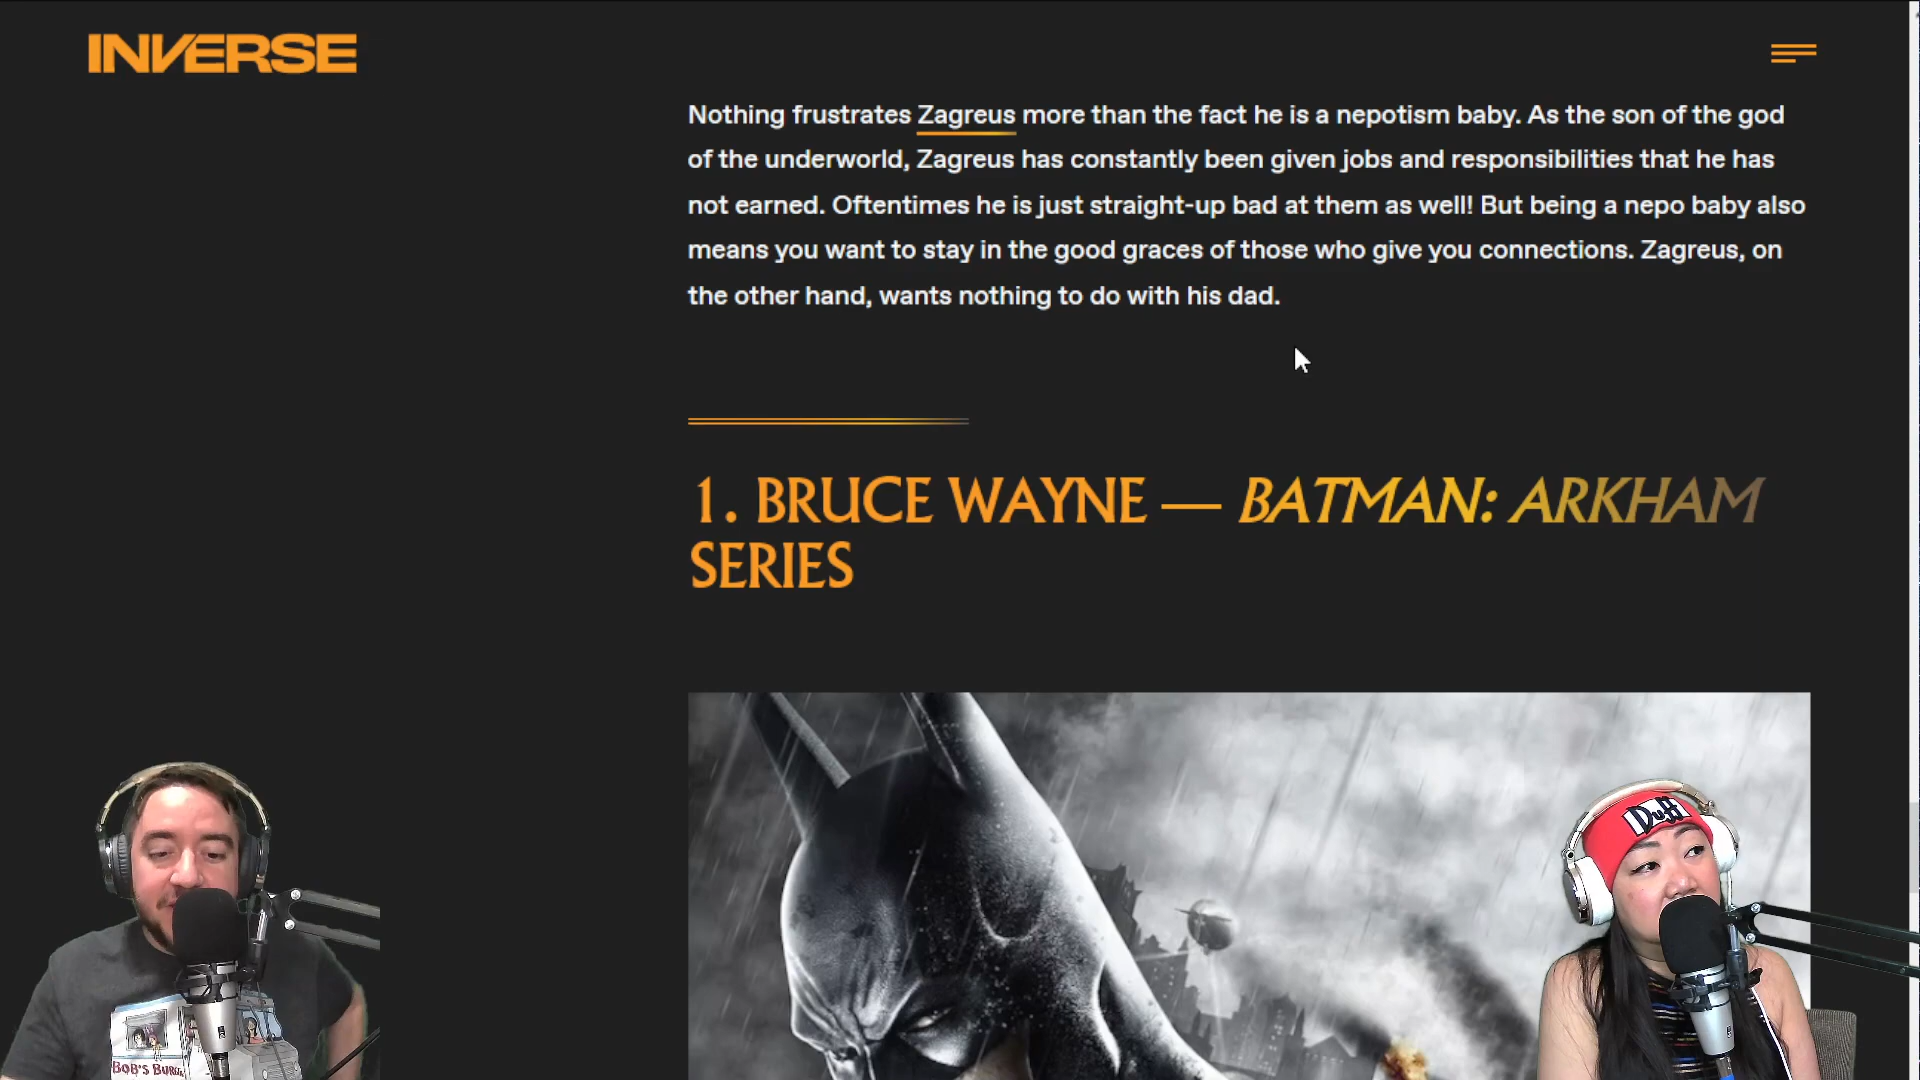 INVERSE
Nothing frustrates Zagreus more than the fact he is a nepotism baby. As the son of the god
of the underworld, Zagreus has constantly been given jobs and responsibilities that he has
not earned. Oftentimes he is just straight-up bad at them as well! But being a nepo baby also
means you want to stay in the good graces of those who give you connections. Zagreus, on
the other hand, wants nothing to do with his dad.
1. BRUCE WAYNE — BATMAN: ARKHAM
SERIES
Duff
BOB'S